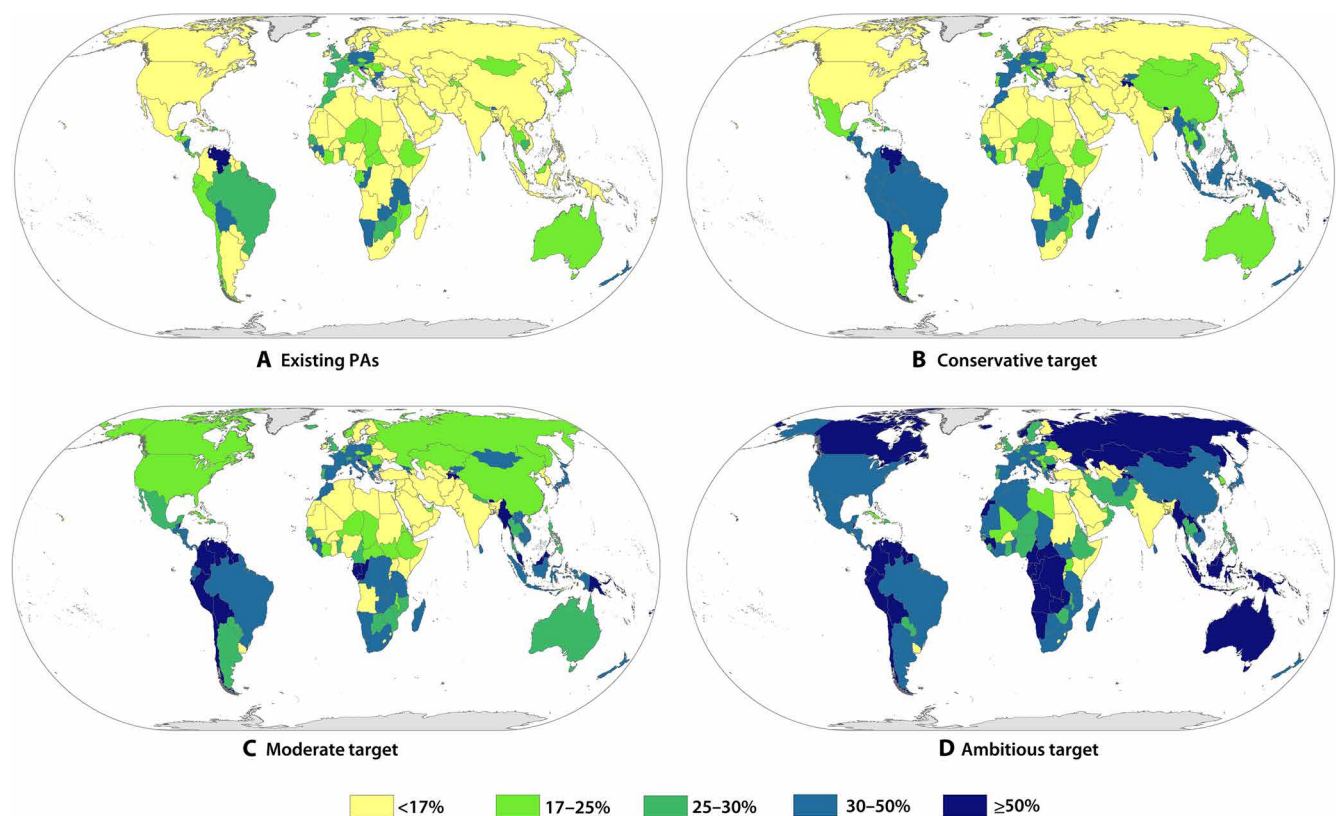 A Existing PAs
B Conservative target
C Moderate target
D Ambitious target
<17%
17–25%
25–30%
30–50%
≥50%